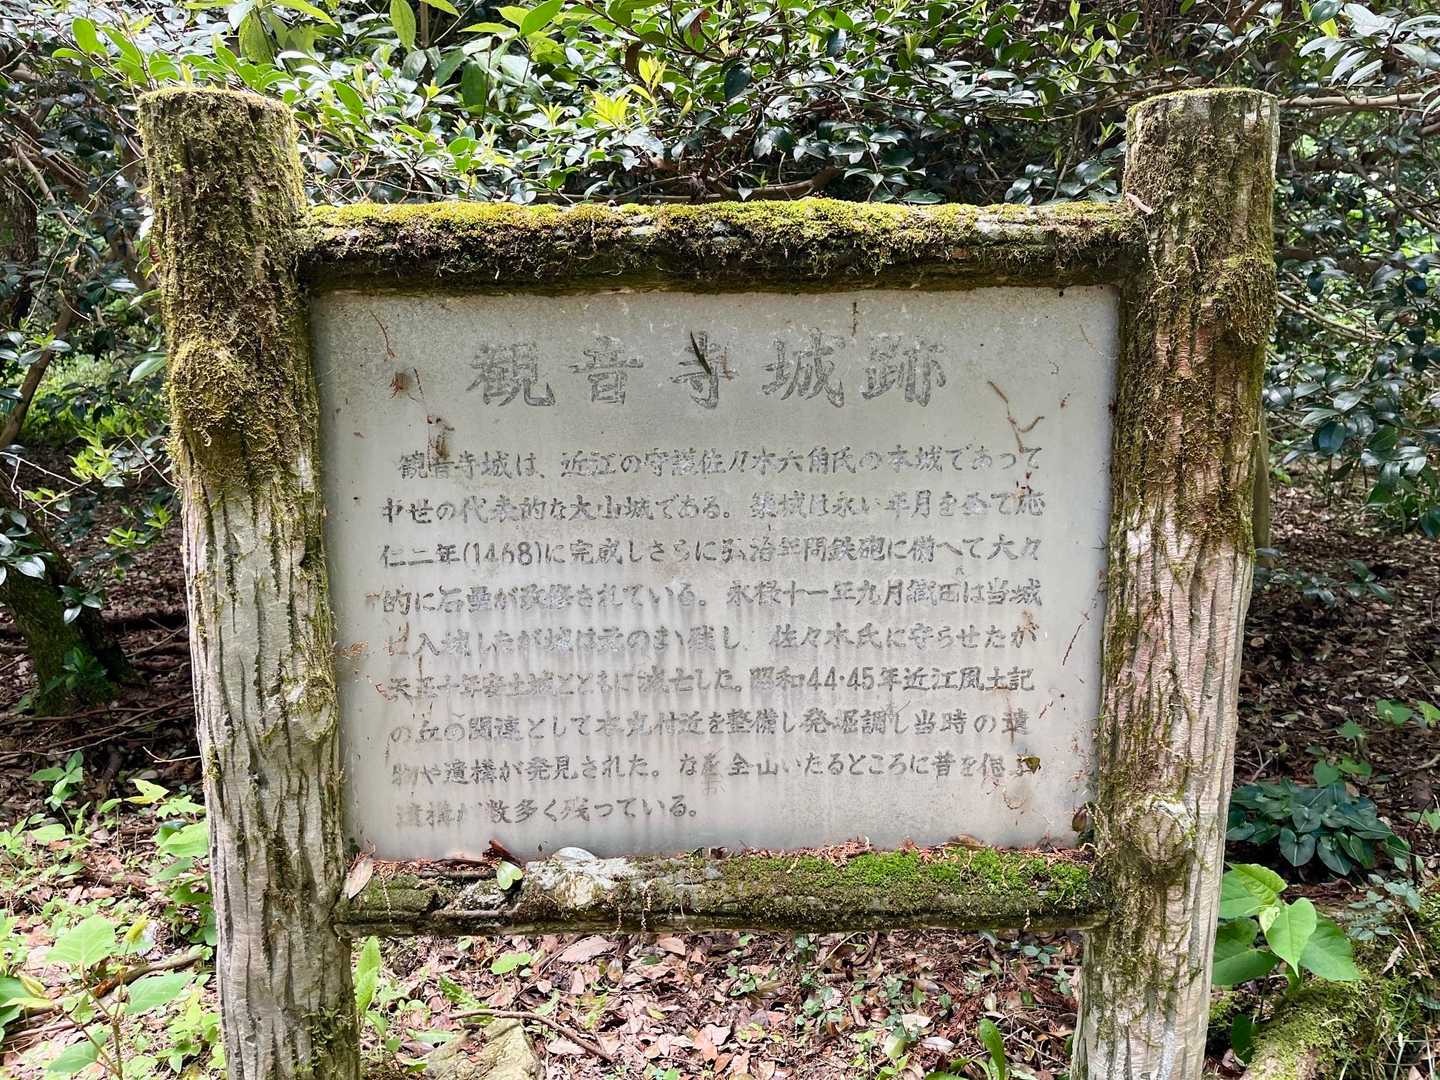 観音寺城跡
観音寺城は、近江の守護佐々木六角氏の本城であって
中世の代表的な大山城である。築城は永い年月を全て応
仁二年(1468)に完成しさらに弘治年間鉄砲に備へて大々
的に石塁が改修されている。永禄十一年九月織田は当城
に入城したが城は元のまゝ残し、佐々木氏に守らせたが
天正十年安土城とともに滅亡した。昭和44·45年近江風土記
の丘の関連として本丸付近を整備し発掘調し当時の遺
物や遺構が発見された。なを全山いたるところに昔を偲ぶ
遺構が数多く残っている。